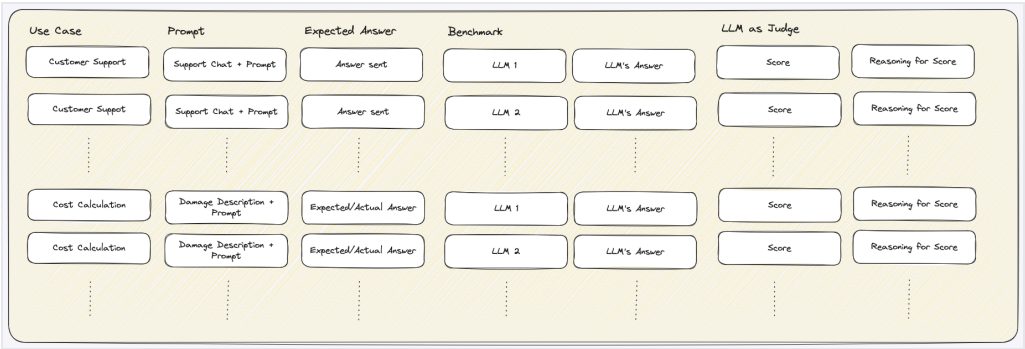 Use Case
Prompt
Expected Answer
Benchmark
LLM as Judge
Customer Support
Support Chat + Prompt
Answer sent
LLM 1
LLM's Answer
Score
Reasoning for Score
Customer Suppot
Support Chat + Prompt
Answer sent
LLM 2
LLM's Answer
Score
Reasoning for Score
Cost Calculation
Damage Description +
Prompt
Expected/Actual Answer
LLM 1
LLM's Answer
Score
Reasoning for Score
Cost Calculation
Damage Description +
Prompt
Expected/Actual Answer
LLM 2
LLM's Answer
Score
Reasoning for Score